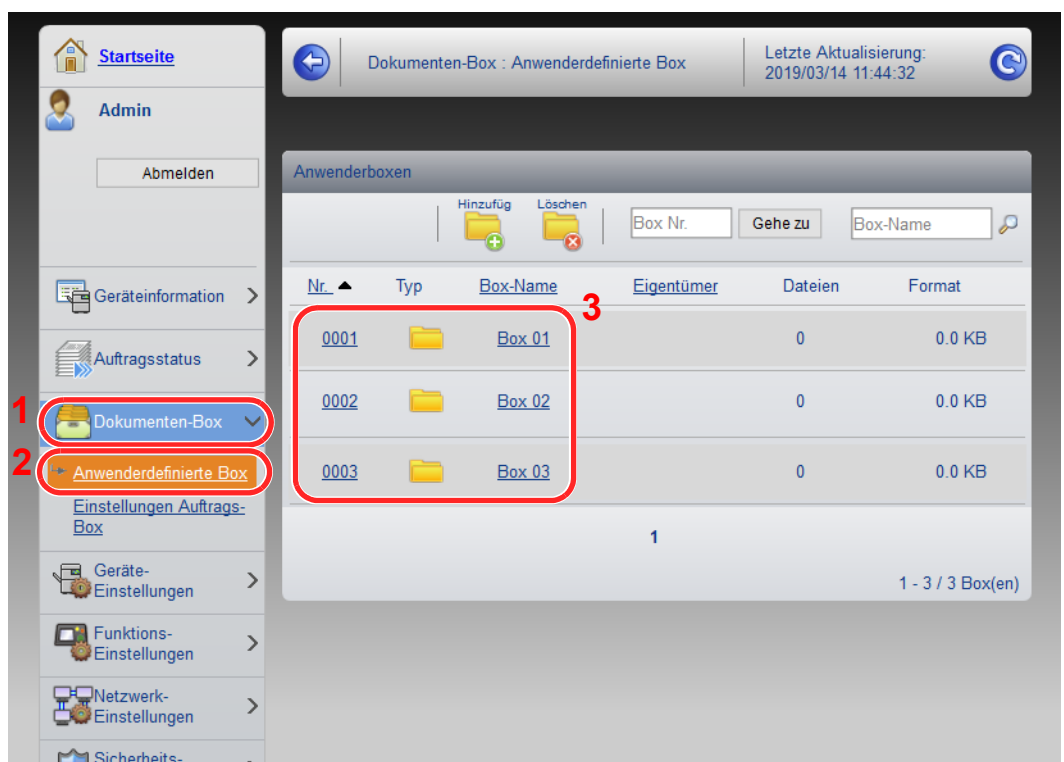 Startseite
Admin
Abmelden
Geräteinformation
Auftragsstatus
1
Dokumenten-Box
2
Anwenderdefinierte Box
Einstellungen Auftrags-
Box
Geräte-
Einstellungen
Funktions-
Einstellungen
Netzwerk-
Einstellungen
Sicherheits-
Dokumenten-Box : Anwenderdefinierte Box
Letzte Aktualisierung:
2019/03/14 11:44:32
Anwenderboxen
Hinzufüg Löschen
Box Nr. Gehe zu Box-Name
Nr. Typ Box-Name Eigentümer Dateien Format
3
0001 Box 01 0 0.0 KB
0002 Box 02 0 0.0 KB
0003 Box 03 0 0.0 KB
1
1 - 3 / 3 Box(en)